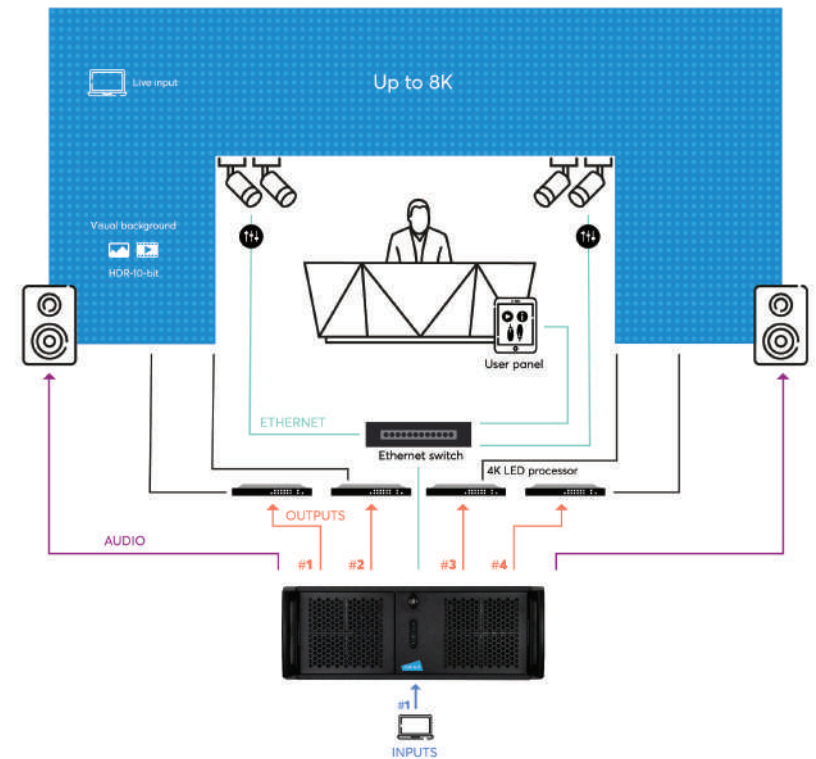 Live input
Up to 8K
Visual background
HDR-10-bit
User panel
ETHERNET
Ethernet switch
4K LED processor
OUTPUTS
AUDIO
#1
#2
#3
#4
#1
INPUTS